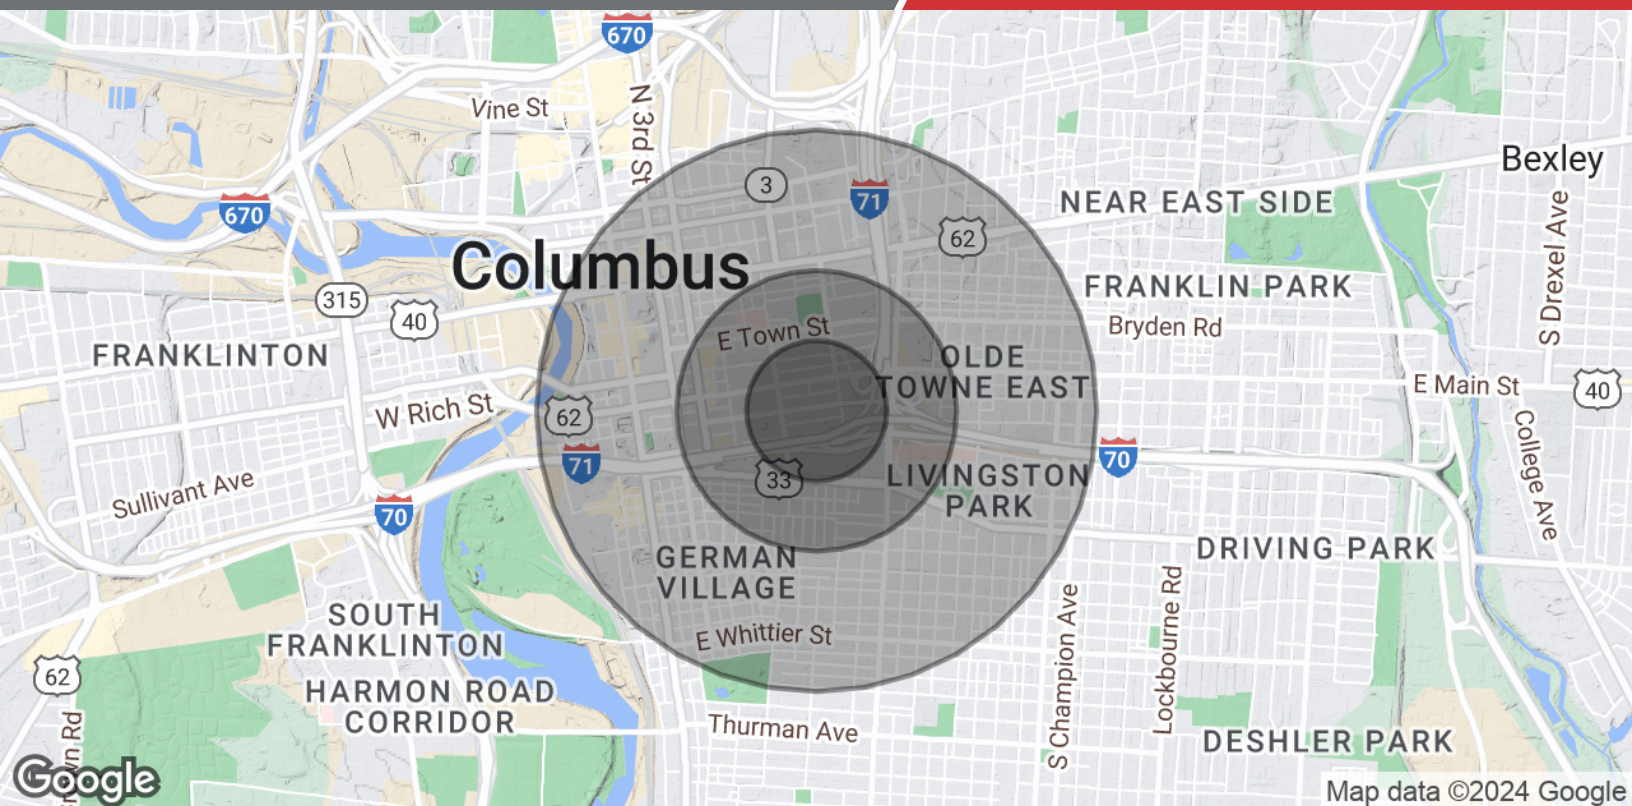 670
Vine St
N 3rd St
Bexley
3
71
670
NEAR EAST SIDE
62
S Drexel Ave
Columbus
FRANKLIN PARK
315
40
Bryden Rd
E Town St
FRANKLINTON
OLDE
TOWNE EAST
E Main St
40
W Rich St
62
College Ave
71
70
33
LIVINGSTON
PARK
Sullivant Ave
70
DRIVING PARK
GERMAN
VILLAGE
SOUTH
FRANKLINTON
E Whittier St
S Champion Ave
Lockbourne Rd
62
HARMON ROAD
CORRIDOR
Thurman Ave
DESHLER PARK
Google
Map data ©2024 Google